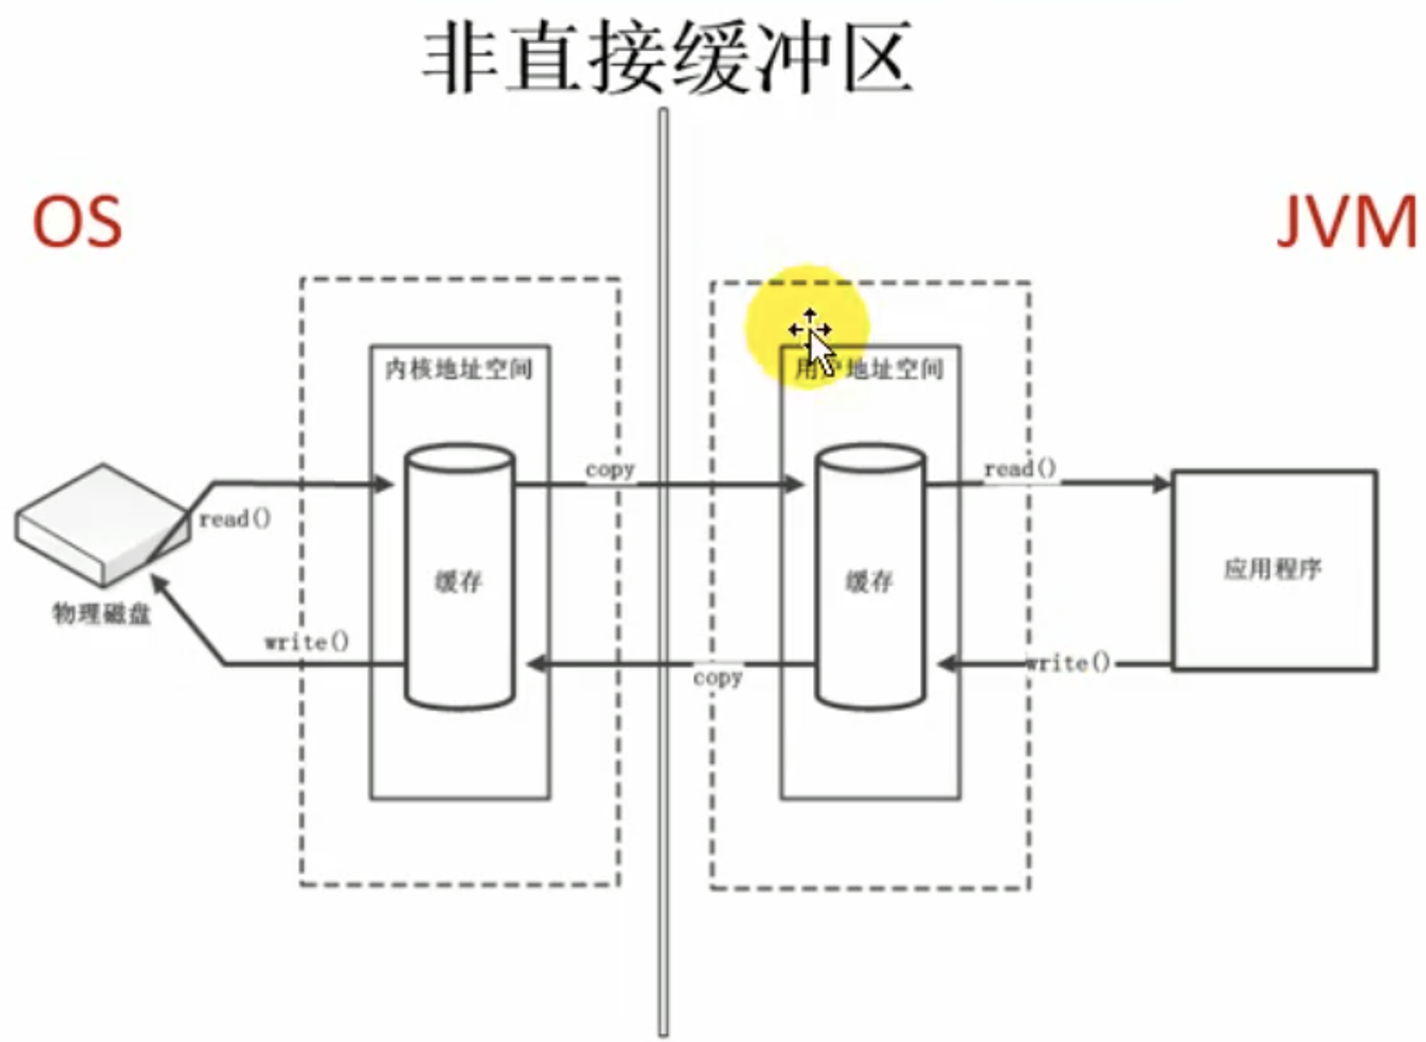 非直接缓冲区
OS
JVM
内核地址空间
用户地址空间
copy
read()
read()
缓存
缓存
应用程序
物理磁盘
write()
copy
write()